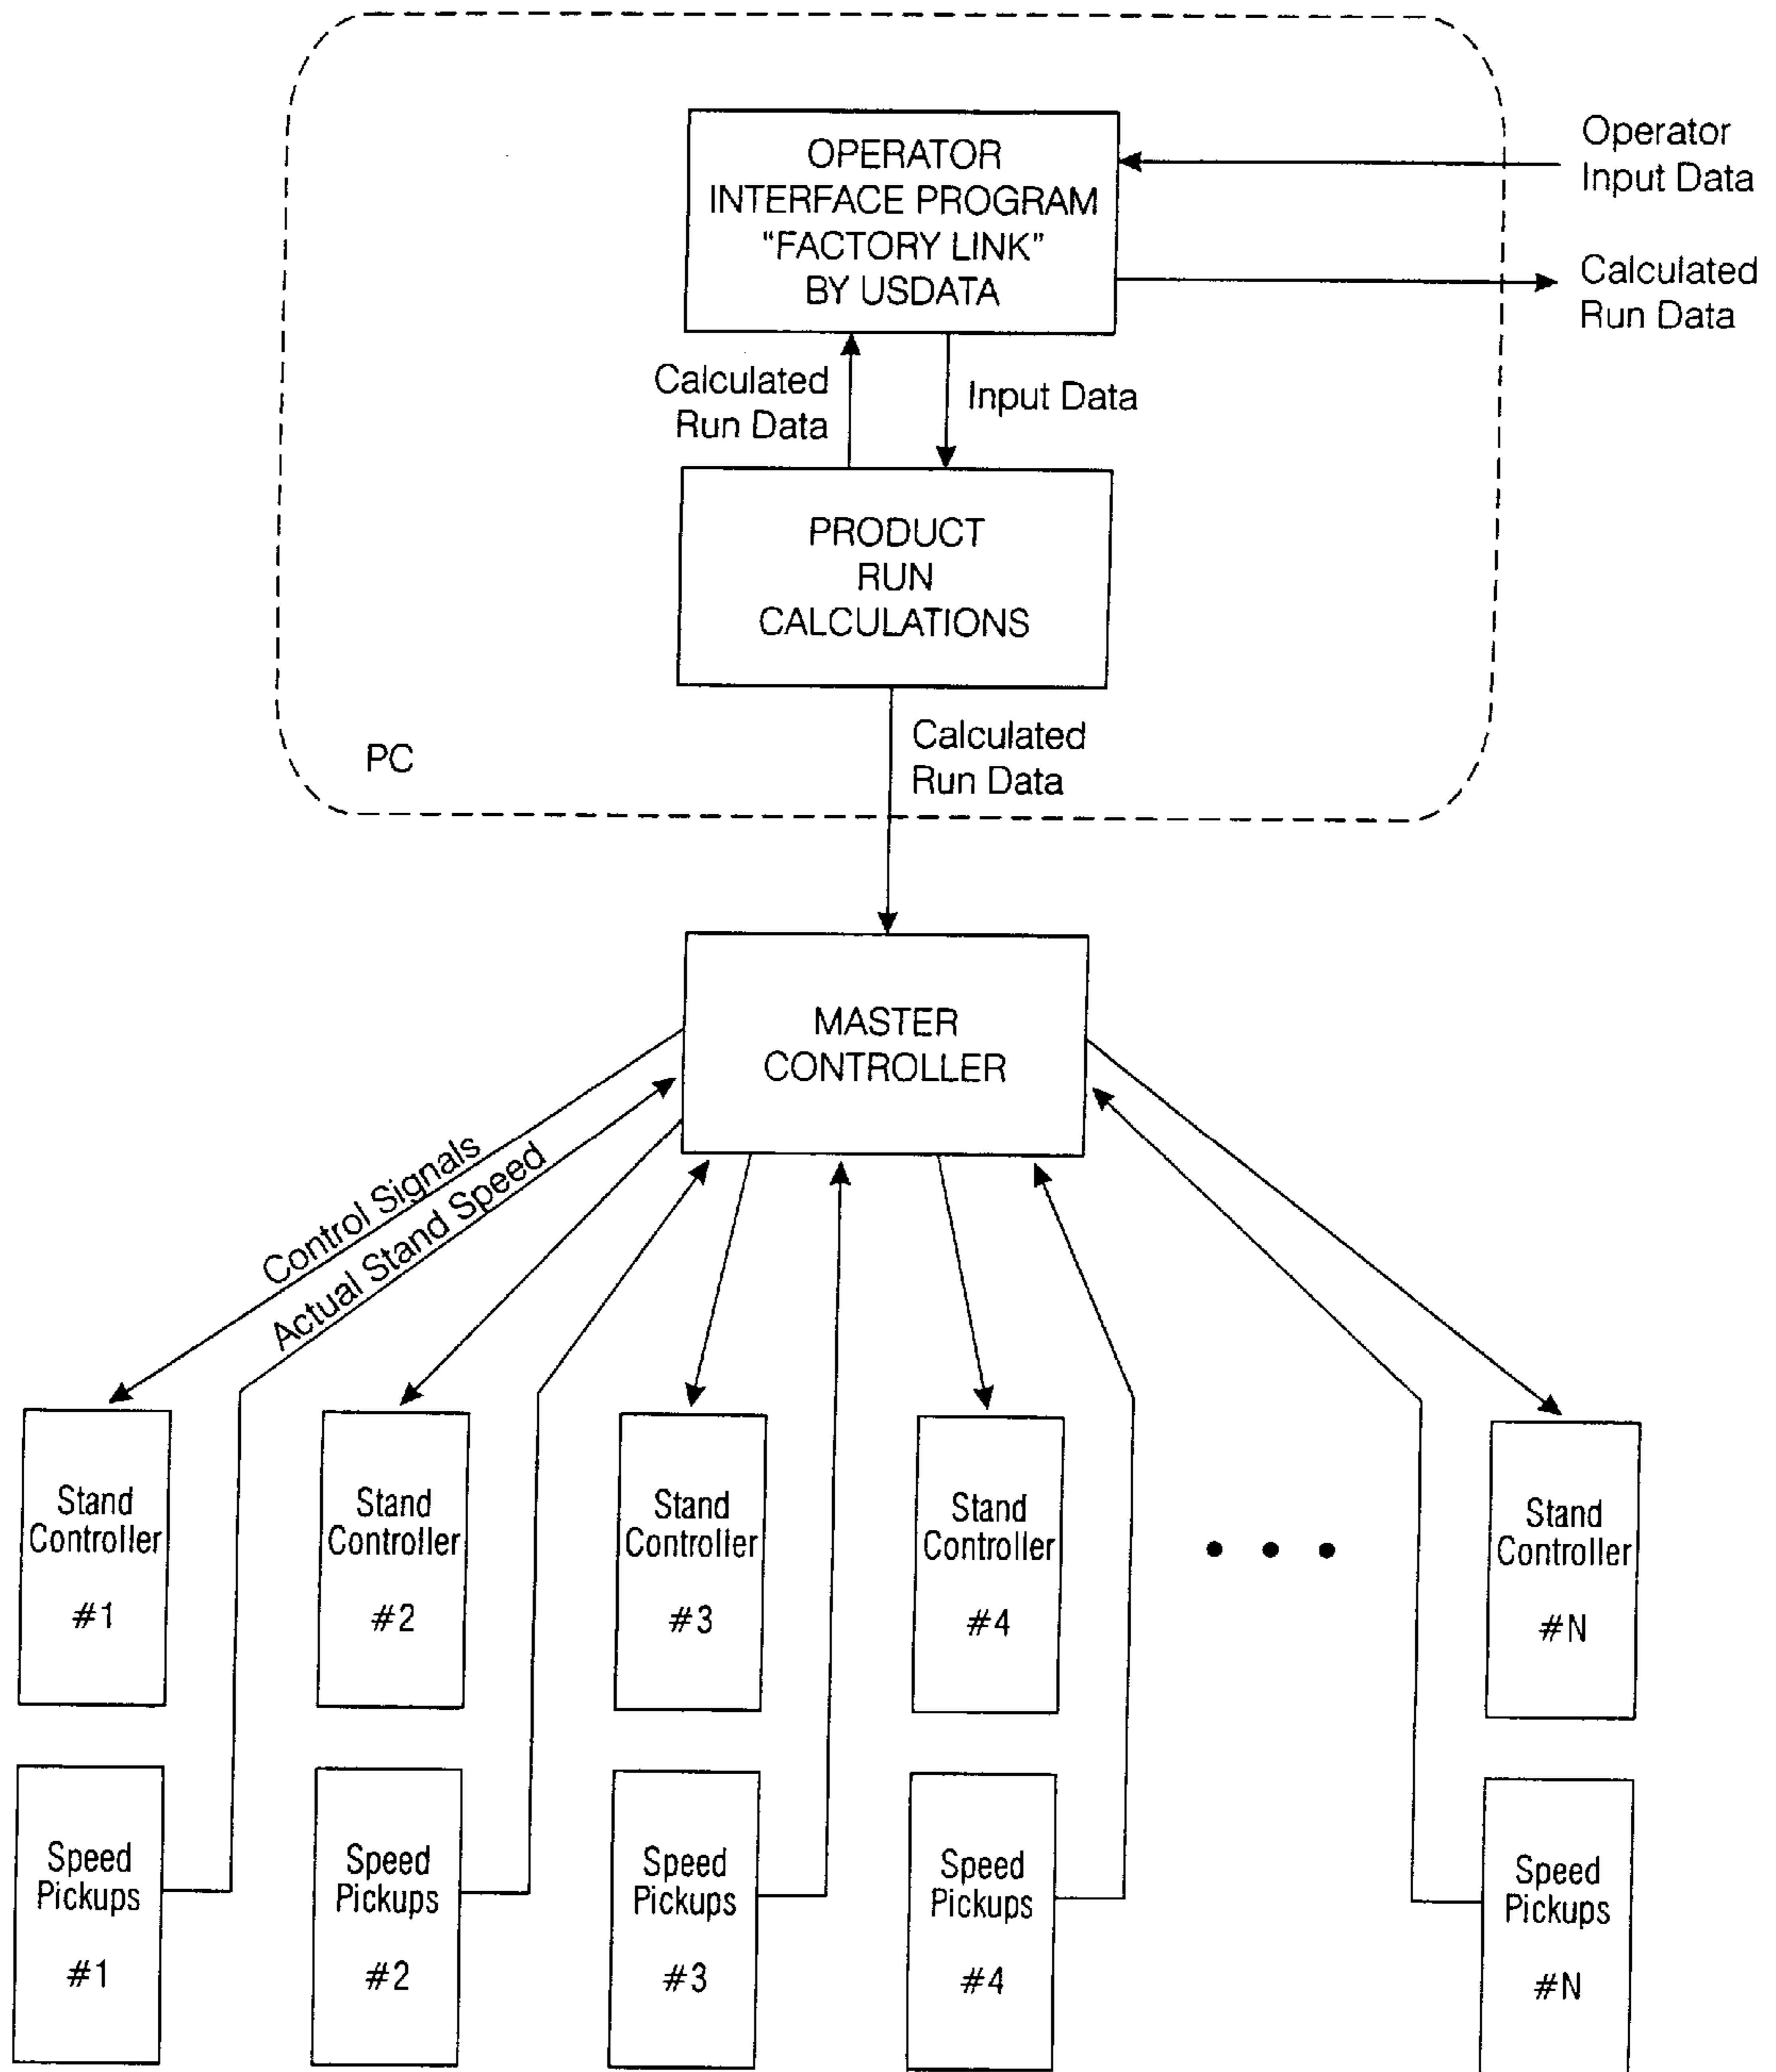 OPERATOR
INTERFACE PROGRAM
“FACTORY LINK”
BY USDATA
Operator
Input Data
Calculated
Run Data
Calculated
Run Data
Input Data
PRODUCT
RUN
CALCULATIONS
PC
Calculated
Run Data
MASTER
CONTROLLER
Control Signals
Actual Stand Speed
Stand
Controller
#1
Stand
Controller
#2
Stand
Controller
#3
Stand
Controller
#4
Stand
Controller
#N
Speed
Pickups
#1
Speed
Pickups
#2
Speed
Pickups
#3
Speed
Pickups
#4
Speed
Pickups
#N